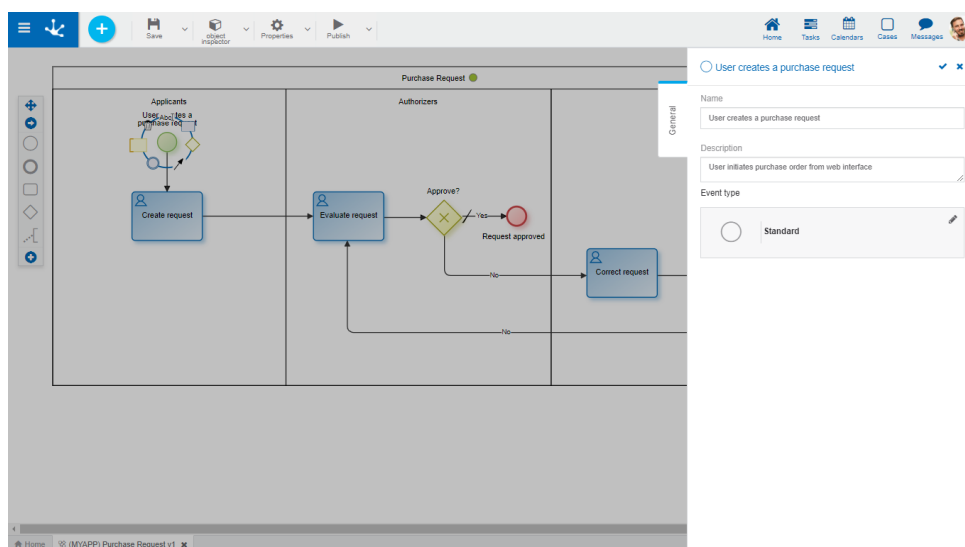 Save
object
inspector
Properties
Publish
Home
Tasks
Calendars
Cases
Messages
Purchase Request
Applicants
Authorizers
Abc
Create request
Evaluate request
Approve?
Yes
Request approved
No
Correct request
No
General
User creates a purchase request
Name
User creates a purchase request
Description
User initiates purchase order from web interface
Event type
Standard
Home
(MYAPP) Purchase Request v1